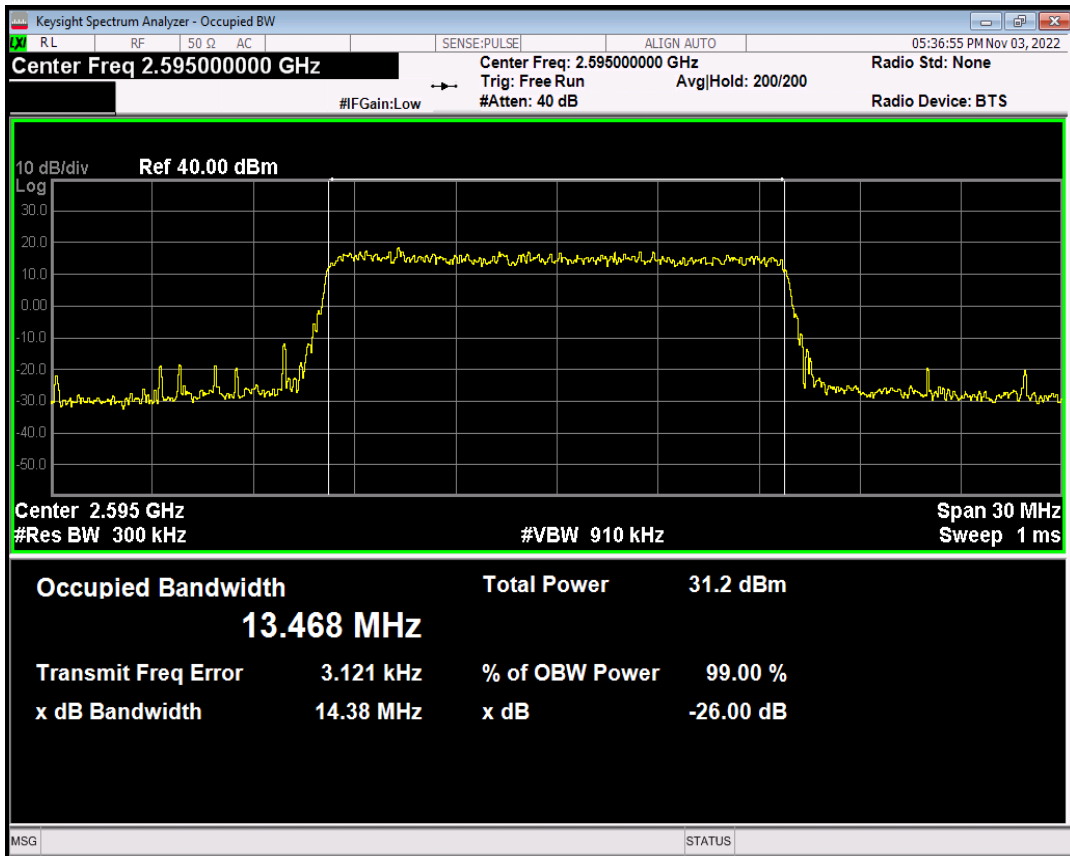 Keysight Spectrum Analyzer - Occupied BW
LXI RL RF 50 Ω AC SENSE:PULSE ALIGN AUTO 05:36:55 PM Nov 03, 2022
Center Freq 2.595000000 GHz
Center Freq: 2.595000000 GHz
Radio Std: None
Trig: Free Run Avg|Hold: 200/200
#IFGain:Low #Atten: 40 dB Radio Device: BTS
10 dB/div Ref 40.00 dBm
Log
30.0
20.0
10.0
0.00
-10.0
-20.0
-30.0
-40.0
-50.0
Center 2.595 GHz Span 30 MHz
#Res BW 300 kHz #VBW 910 kHz Sweep 1 ms
Occupied Bandwidth Total Power 31.2 dBm
13.468 MHz
Transmit Freq Error 3.121 kHz % of OBW Power 99.00 %
x dB Bandwidth 14.38 MHz x dB -26.00 dB
MSG STATUS